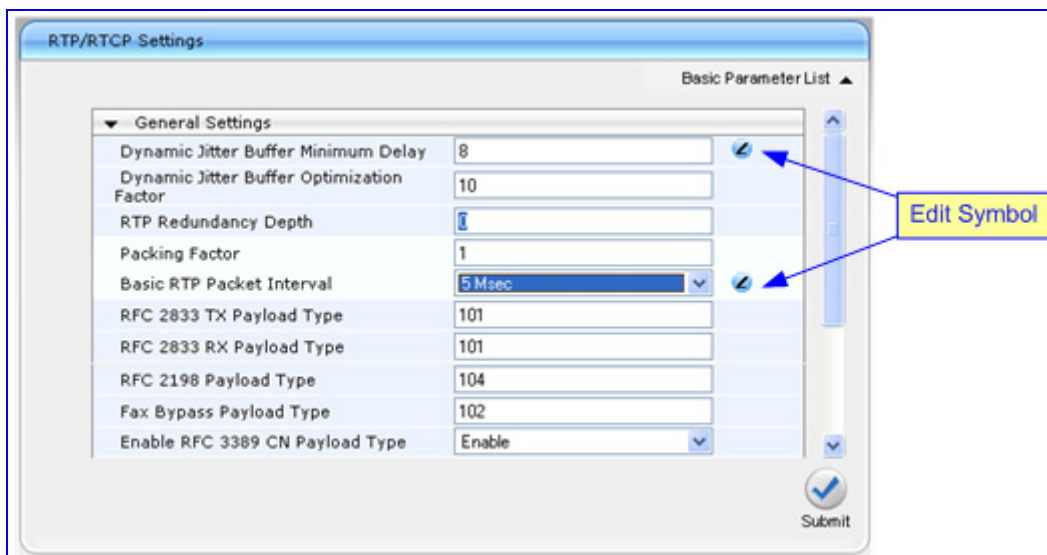 RTP/RTCP Settings
Basic Parameter List
General Settings
Dynamic Jitter Buffer Minimum Delay 8
Dynamic Jitter Buffer Optimization
Factor 10
RTP Redundancy Depth 0
Packing Factor 1
Basic RTP Packet Interval 5 Msec
RFC 2833 TX Payload Type 101
RFC 2833 RX Payload Type 101
RFC 2198 Payload Type 104
Fax Bypass Payload Type 102
Enable RFC 3389 CN Payload Type Enable
Edit Symbol
Submit